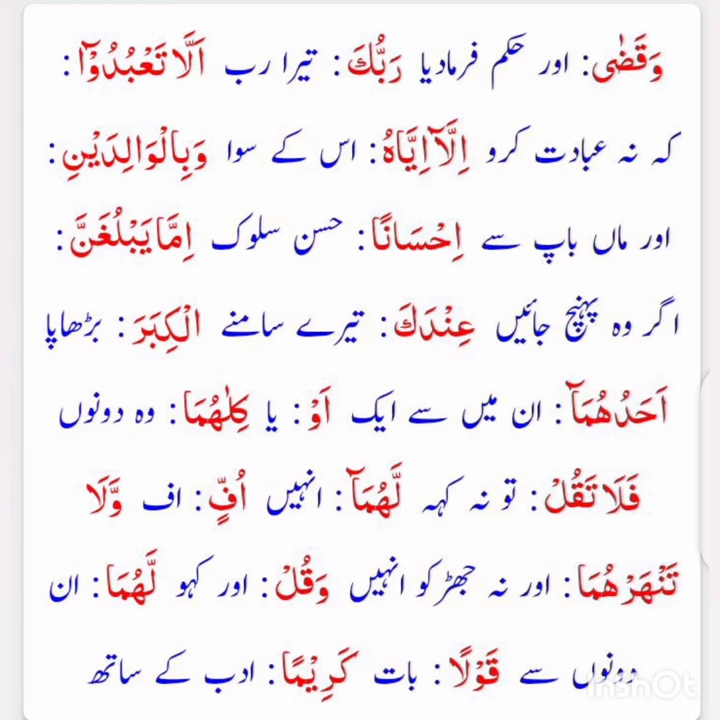 وَقَضٰى: اور حکم فرمادیا رَبُّكَ: تیرا رب اَلَّا تَعْبُدُوْۤا:
کہ نہ عبادت کرو اِلَّاۤ اِيَّاهُ: اس کے سوا وَبِالْوَالِدَيْنِ:
اور ماں باپ سے اِحْسَانًا: حسن سلوک اِمَّا يَبْلُغَنَّ:
اگر وہ پہنچ جائیں عِنْدَكَ: تیرے سامنے الْكِبَرَ: بڑھاپا
اَحَدُهُمَاۤ: ان میں سے ایک اَوْ: یا كِلٰهُمَا: وہ دونوں
فَلَا تَقُلْ: تو نہ کہہ لَّهُمَاۤ: انہیں اُفٍّ: اف وَّلَا
تَنْهَرْهُمَا: اور نہ جھڑکو انہیں وَقُلْ: اور کہو لَّهُمَا: ان
دونوں سے قَوْلًا: بات كَرِيْمًا: ادب کے ساتھ
InShOt